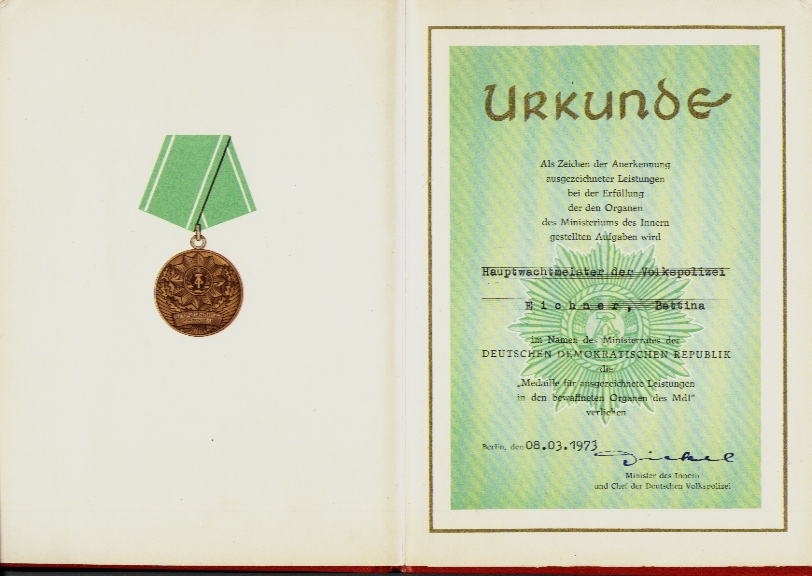 Urkunde
Als Zeichen der Anerkennung
ausgezeichneter Leistungen
bei der Erfüllung
der den Organen
des Ministeriums des Innern
gestellten Aufgaben wird
Hauptwachtmeister der Volkspolizei
Eichner, Bettina
im Namen des Ministerrates der
DEUTSCHEN DEMOKRATISCHEN REPUBLIK
die
„Medaille für ausgezeichnete Leistungen
in den bewaffneten Organen des MdI"
verliehen
Berlin, den 08.03.1973
Dickel
Minister des Innern
und Chef der Deutschen Volkspolizei